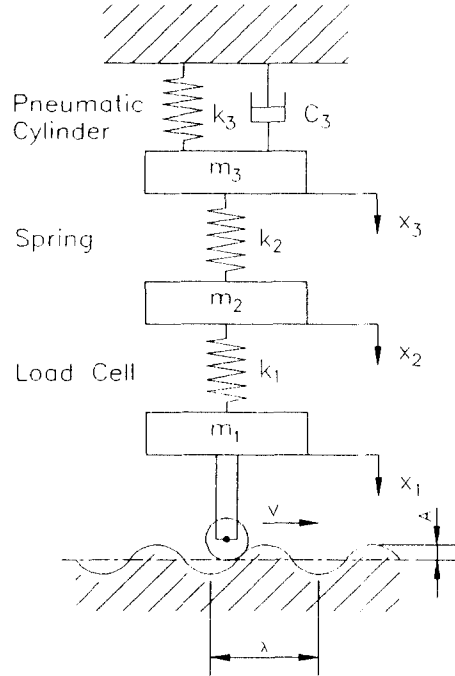 Pneumatic
Cylinder
k3
C3
m3
x3
Spring
k2
m2
x2
Load Cell
k1
m1
x1
V
A
λ